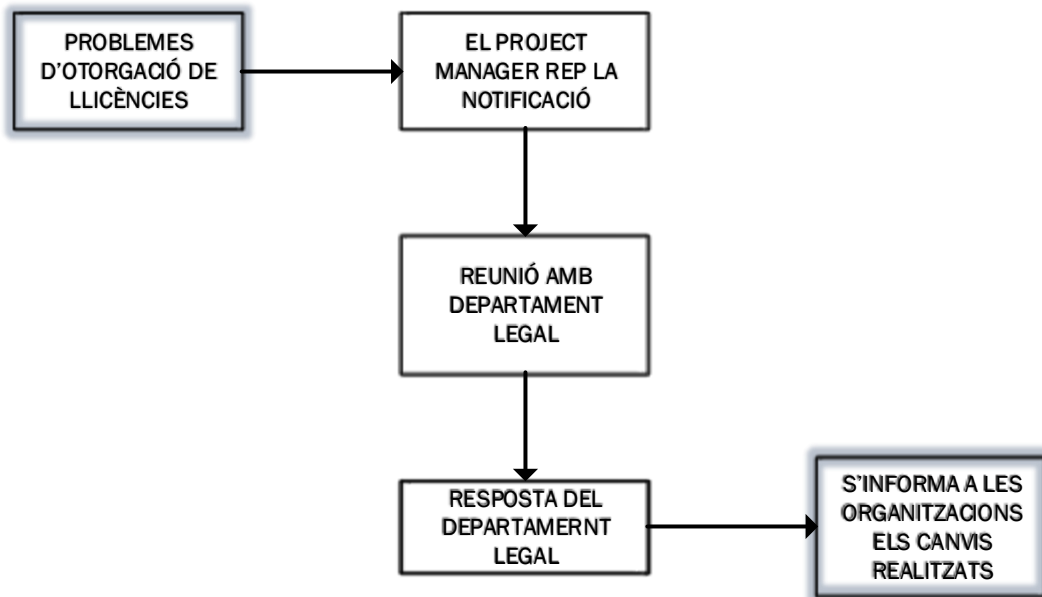 PROBLEMES
D'OTORGACIÓ DE
LLICÈNCIES
EL PROJECT
MANAGER REP LA
NOTIFICACIÓ
REUNIÓ AMB
DEPARTAMENT
LEGAL
RESPOSTA DEL
DEPARTAMERNT
LEGAL
S'INFORMA A LES
ORGANITZACIONS
ELS CANVIS
REALITZATS